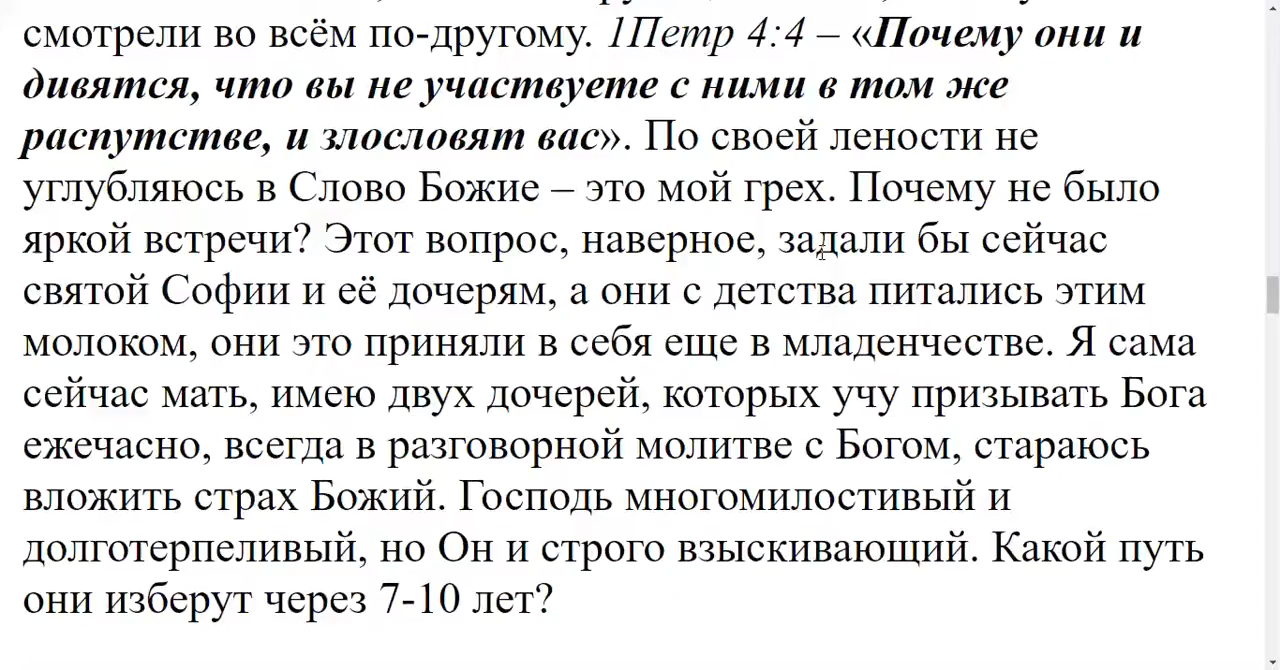 смотрели во всём по-другому. 1Петр 4:4 – «Почему они и
дивятся, что вы не участвуете с ними в том же
распутстве, и злословят вас». По своей лености не
углубляюсь в Слово Божие – это мой грех. Почему не было
яркой встречи? Этот вопрос, наверное, задали бы сейчас
святой Софии и её дочерям, а они с детства питались этим
молоком, они это приняли в себя еще в младенчестве. Я сама
сейчас мать, имею двух дочерей, которых учу призывать Бога
ежечасно, всегда в разговорной молитве с Богом, стараюсь
вложить страх Божий. Господь многомилостивый и
долготерпеливый, но Он и строго взыскивающий. Какой путь
они изберут через 7-10 лет?